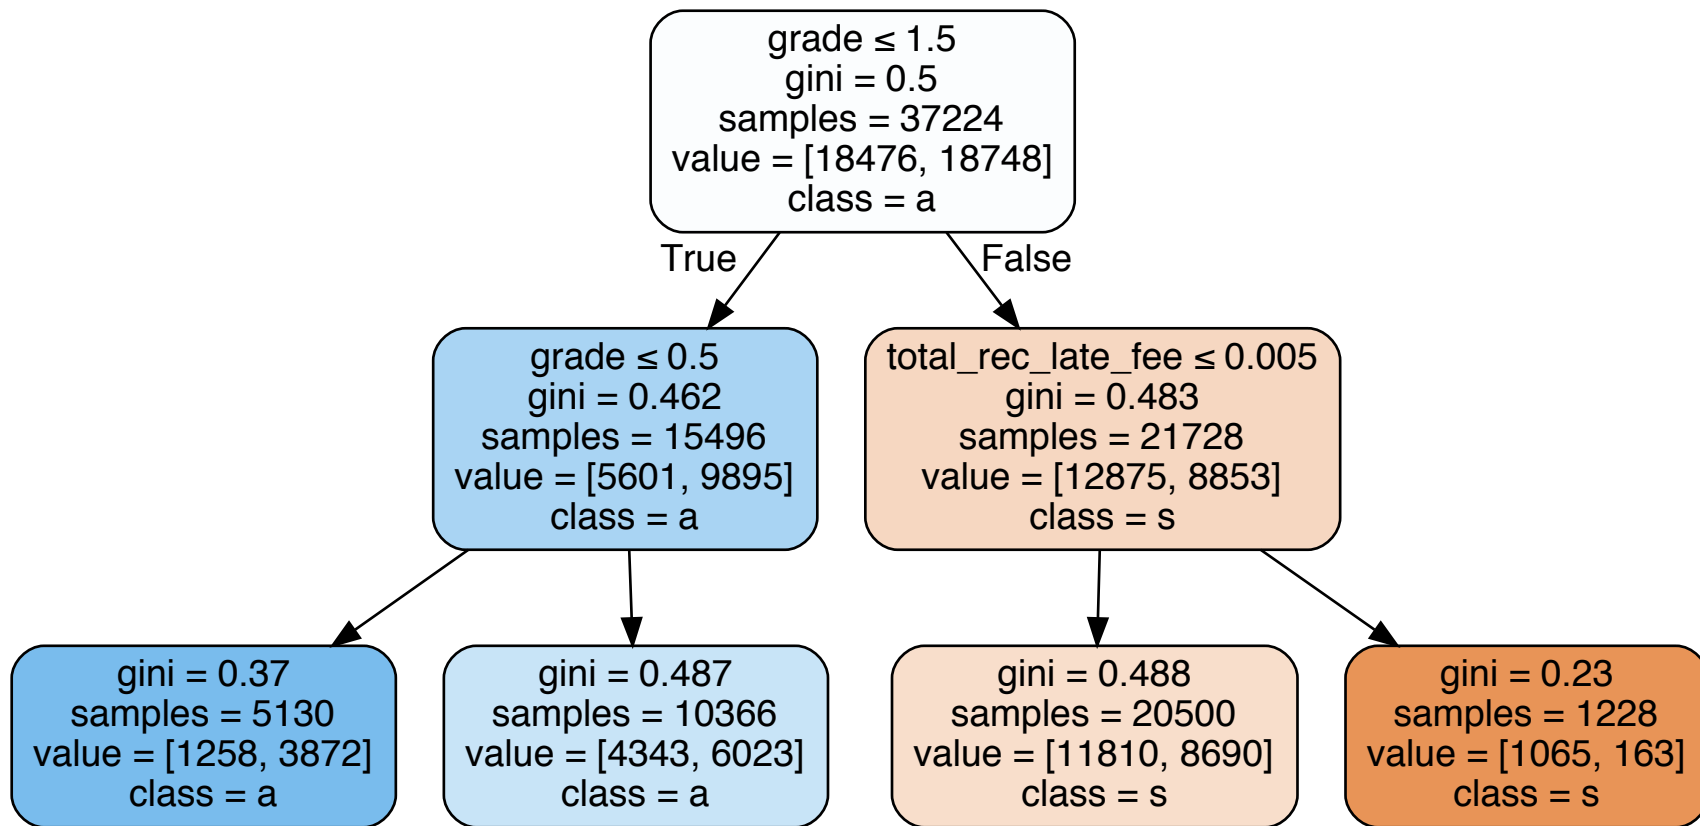 grade ≤ 1.5
gini = 0.5
samples = 37224
value = [18476, 18748]
class = a
True
False
grade ≤ 0.5
gini = 0.462
samples = 15496
value = [5601, 9895]
class = a
total_rec_late_fee ≤ 0.005
gini = 0.483
samples = 21728
value = [12875, 8853]
class = s
gini = 0.37
samples = 5130
value = [1258, 3872]
class = a
gini = 0.487
samples = 10366
value = [4343, 6023]
class = a
gini = 0.488
samples = 20500
value = [11810, 8690]
class = s
gini = 0.23
samples = 1228
value = [1065, 163]
class = s